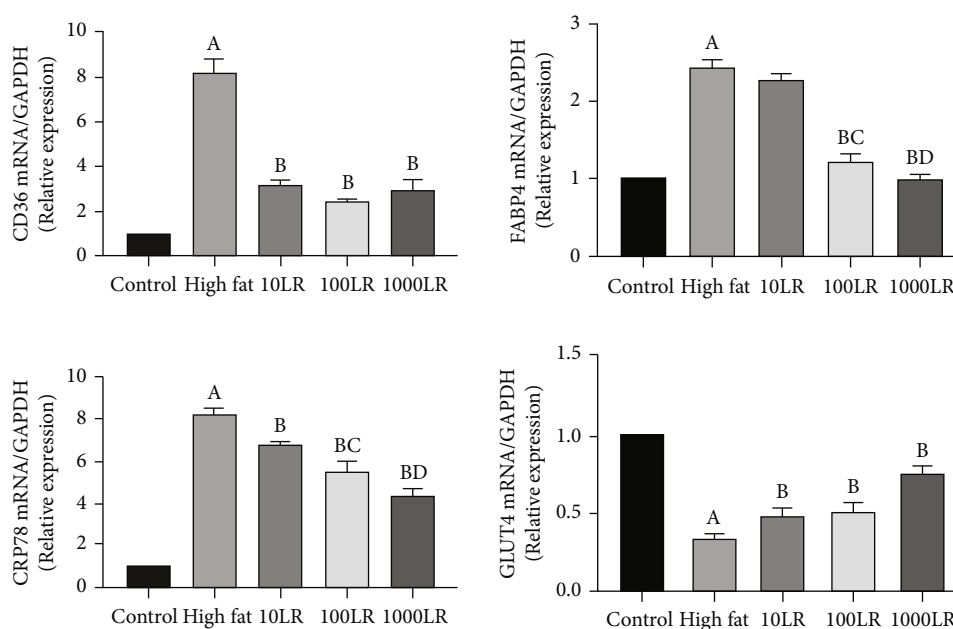 CD36 mRNA/GAPDH
(Relative expression)
10
8
6
4
2
0
A
B
B
B
Control High fat 10LR 100LR 1000LR
FABP4 mRNA/GAPDH
(Relative expression)
3
2
1
0
A
BC
BD
Control High fat 10LR 100LR 1000LR
CRP78 mRNA/GAPDH
(Relative expression)
10
8
6
4
2
0
A
B
BC
BD
Control High fat 10LR 100LR 1000LR
GLUT4 mRNA/GAPDH
(Relative expression)
1.5
1.0
0.5
0.0
A
B
B
B
Control High fat 10LR 100LR 1000LR